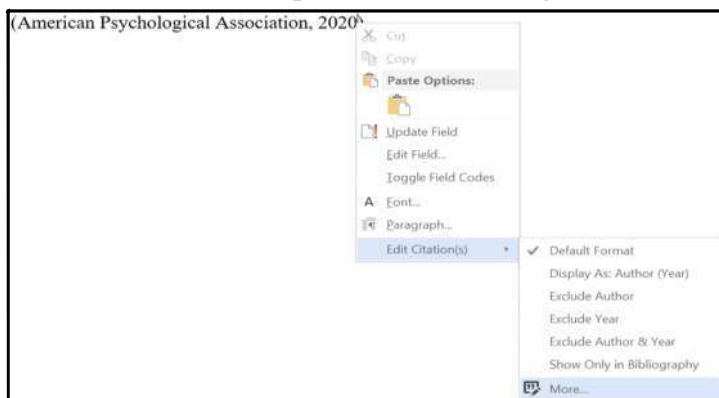 (American Psychological Association, 2020)
Cut
Copy
Paste Options:
Update Field
Edit Field...
Toggle Field Codes
A Font...
Paragraph...
Edit Citation(s)
Default Format
Display As: Author (Year)
Exclude Author
Exclude Year
Exclude Author & Year
Show Only in Bibliography
More...